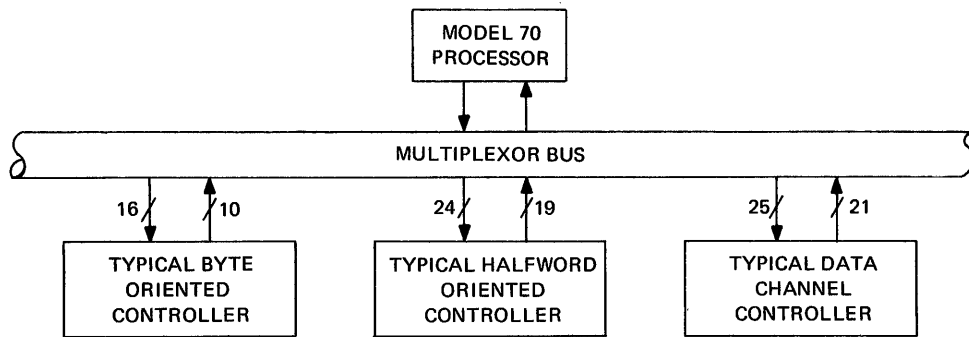 MODEL 70
PROCESSOR
MULTIPLEXOR BUS
16 10 24 19 25 21
TYPICAL BYTE
ORIENTED
CONTROLLER
TYPICAL HALFWORD
ORIENTED
CONTROLLER
TYPICAL DATA
CHANNEL
CONTROLLER